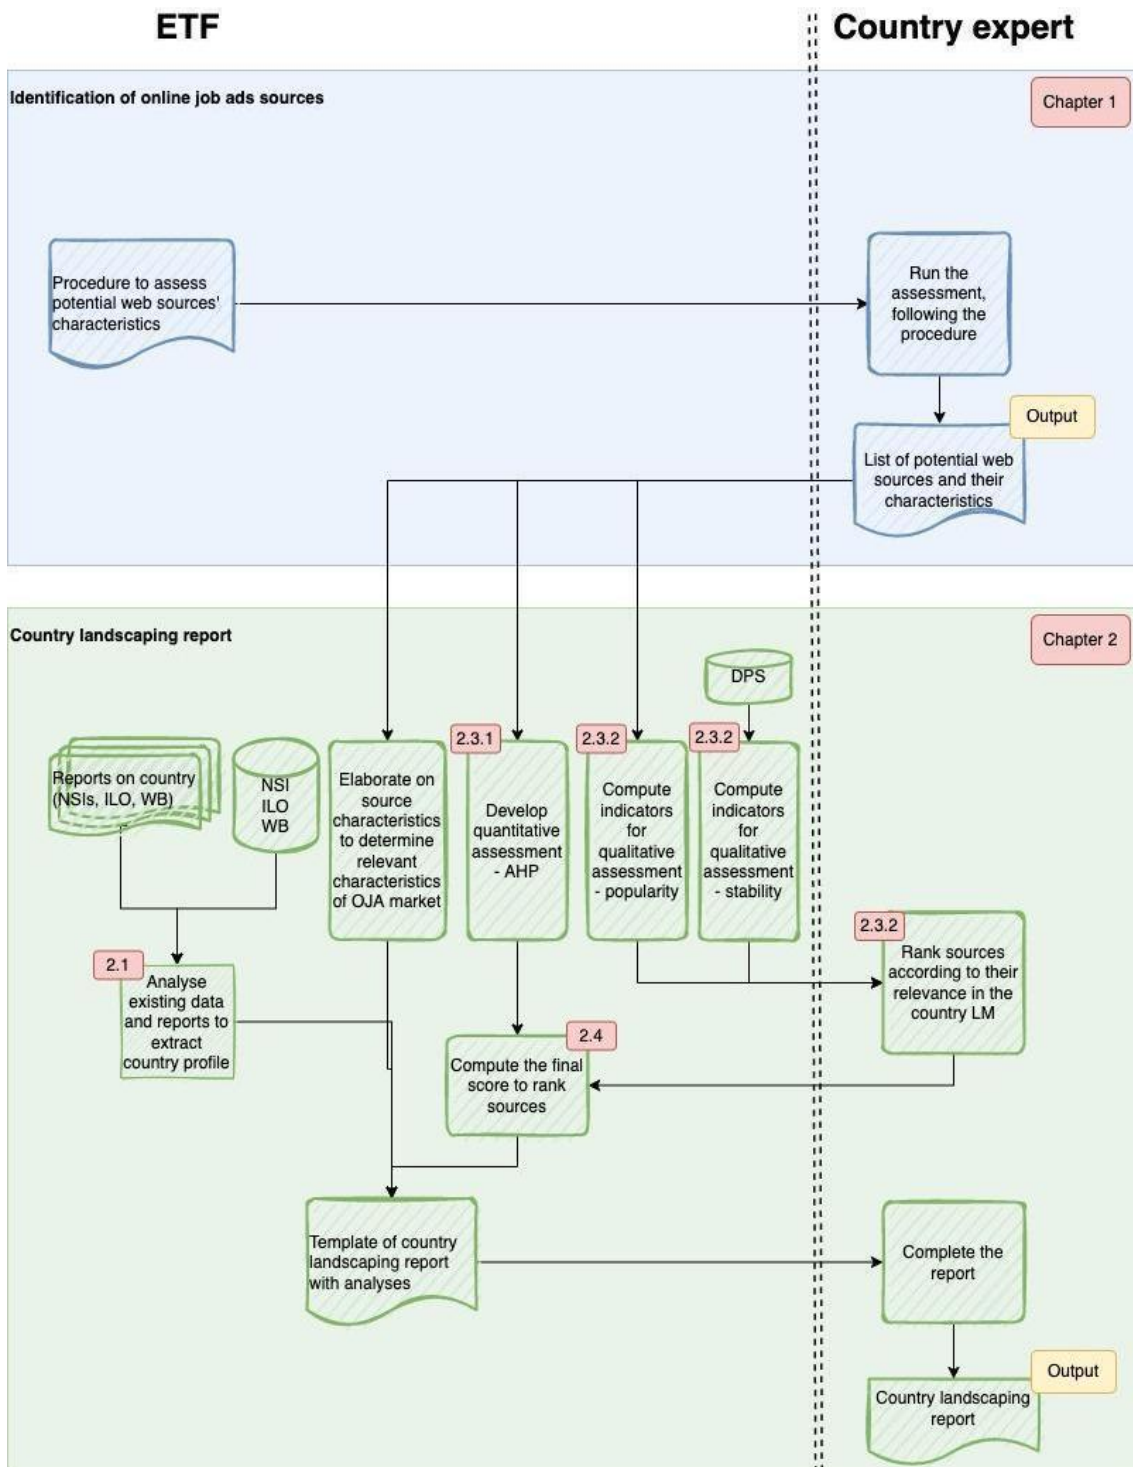 ETF
Country expert
Identification of online job ads sources
Chapter 1
Procedure to assess
potential web sources'
characteristics
Run the
assessment,
following the
procedure
Output
List of potential web
sources and their
characteristics
Country landscaping report
Chapter 2
DPS
Reports on country
(NSIs, ILO, WB)
NSI
ILO
WB
Elaborate on
source
characteristics
to determine
relevant
characteristics
of OJA market
2.3.1
Develop
quantitative
assessment
- AHP
2.3.2
Compute
indicators
for
qualitative
assessment
- popularity
2.3.2
Compute
indicators
for
qualitative
assessment
- stability
2.3.2
Rank sources
according to their
relevance in the
country LM
2.1
Analyse
existing data
and reports to
extract
country profile
2.4
Compute the final
score to rank
sources
Template of country
landscaping report
with analyses
Complete the
report
Output
Country landscaping
report